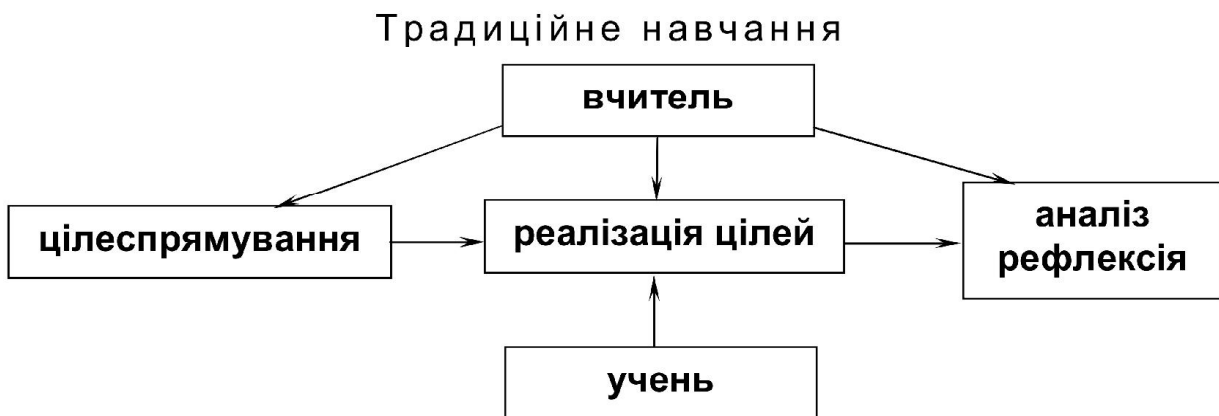 Традиційне навчання
вчитель
цілеспрямування
реалізація цілей
аналіз
рефлексія
учень